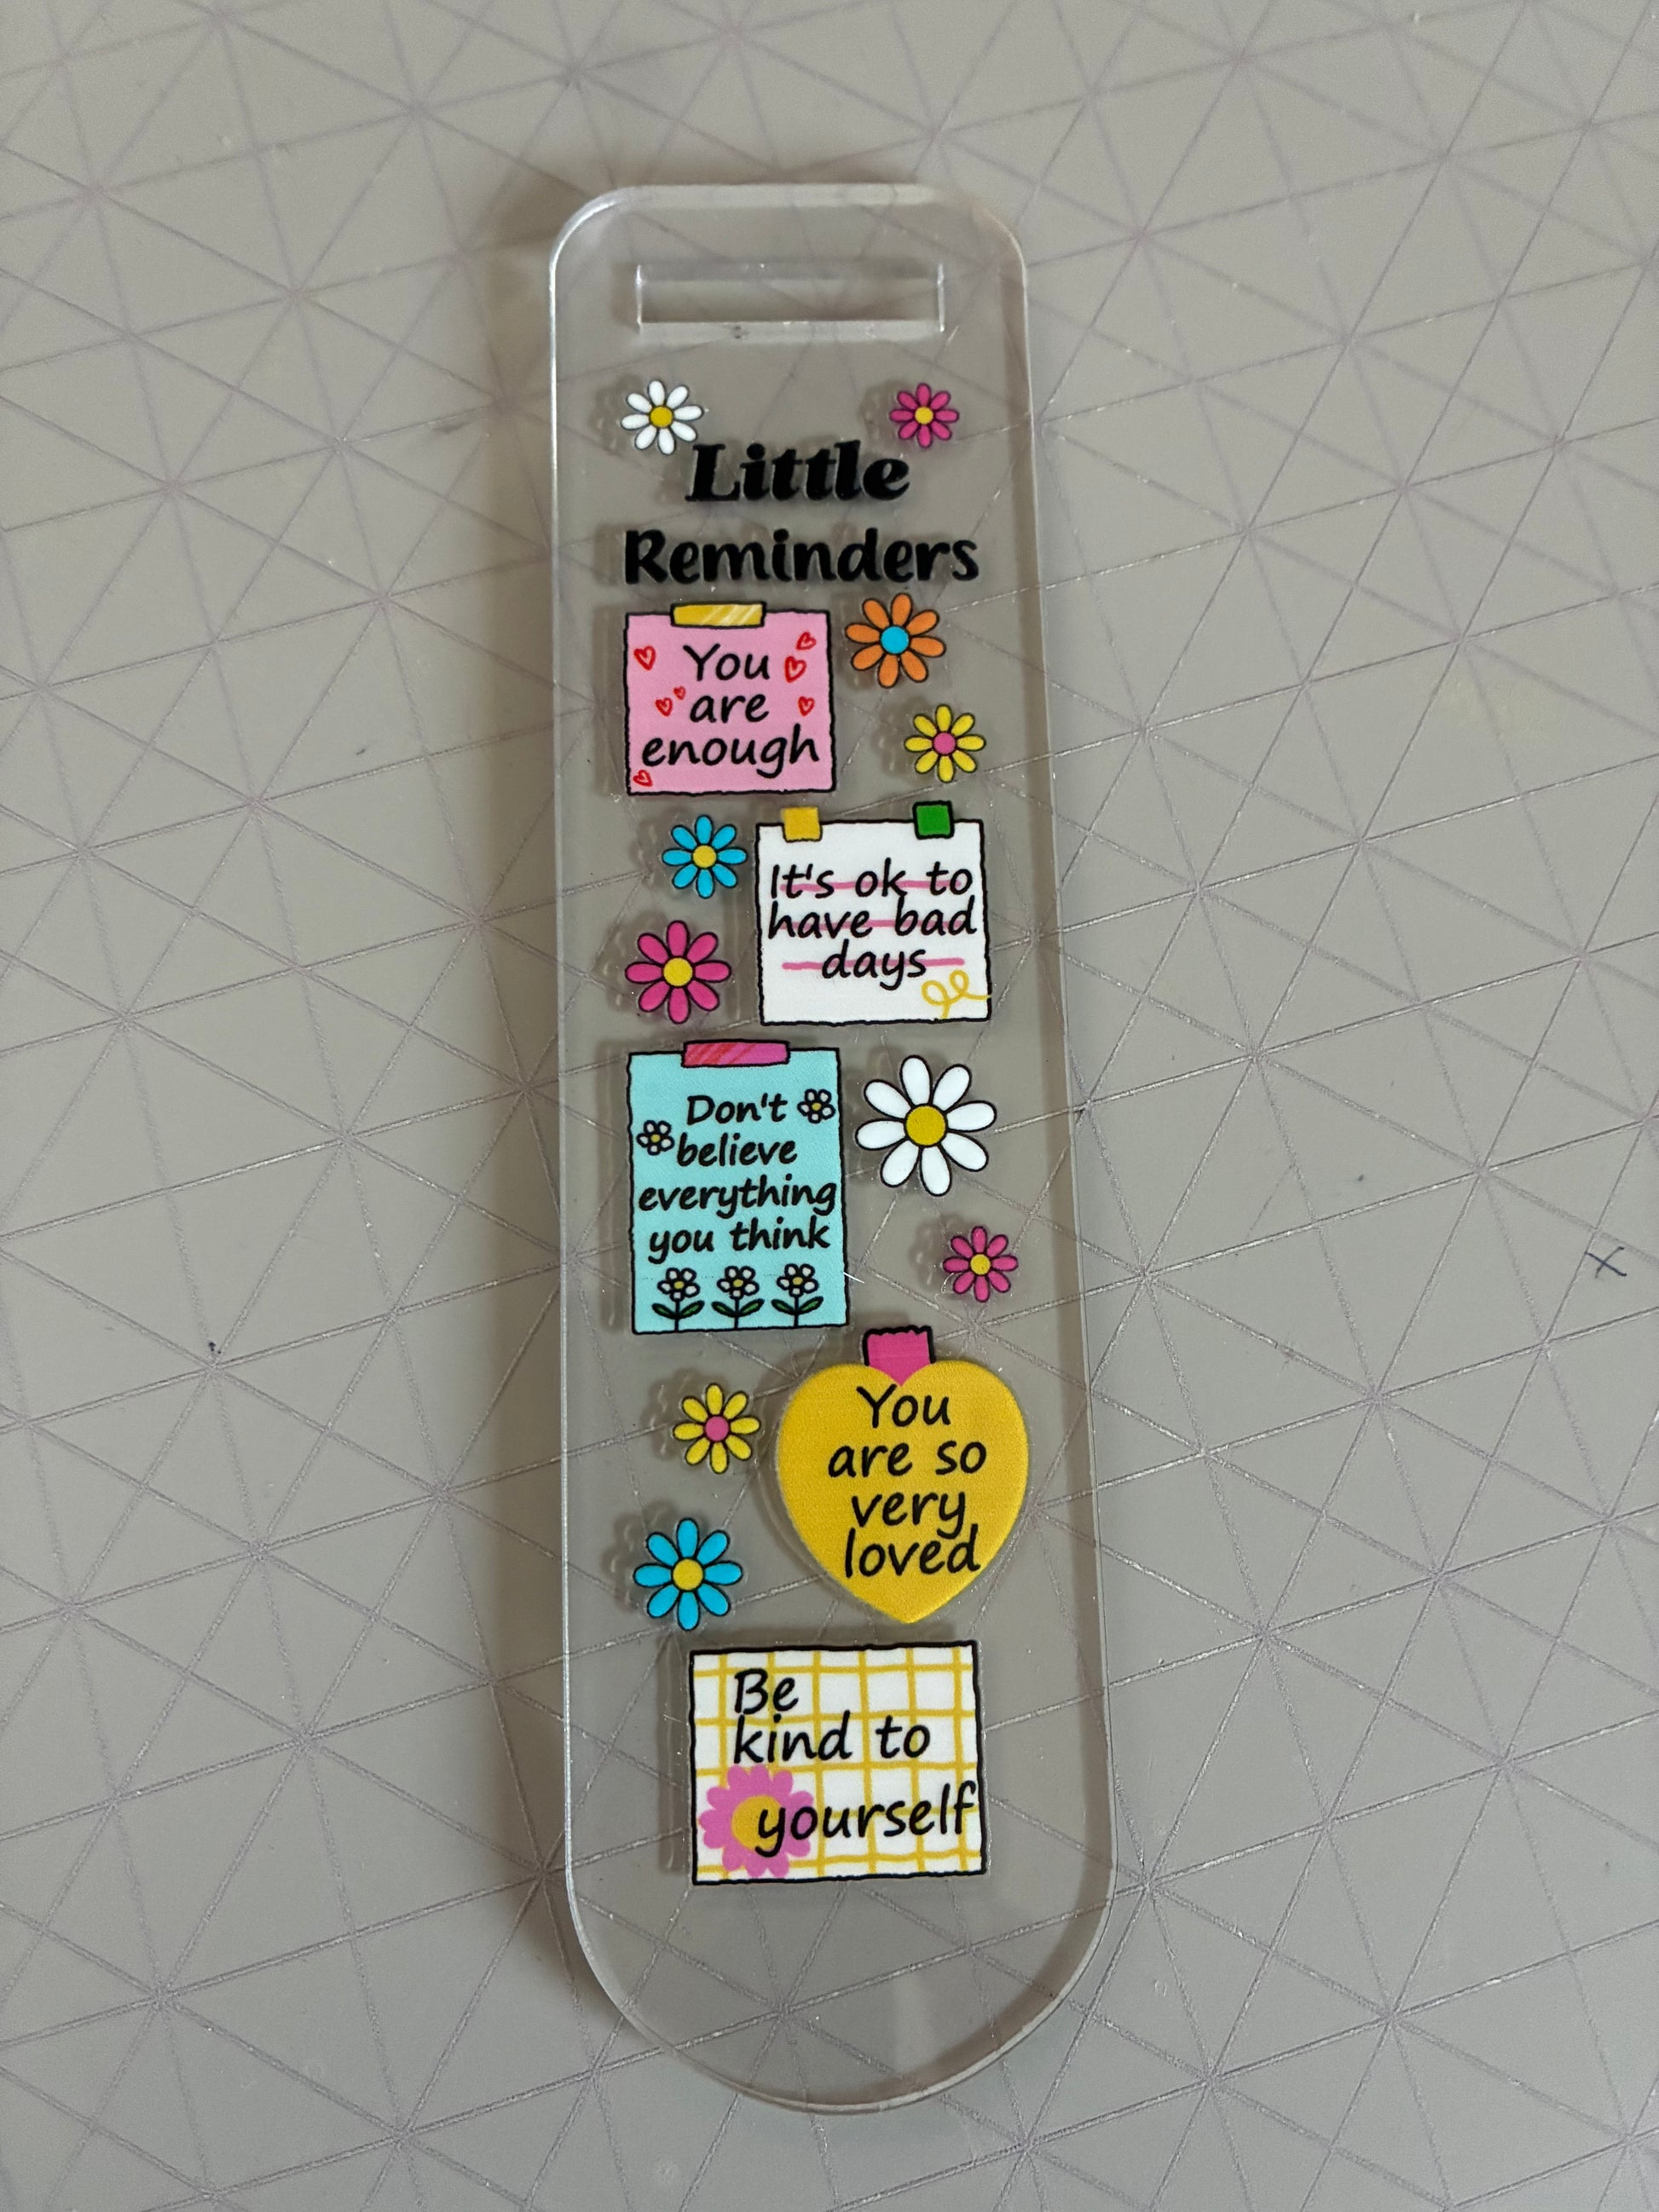 Little
Reminders
You
are
enough
It's ok to
have bad
days
Don't
believe
everything
you think
You
are so
very
loved
Be
kind to
yourself